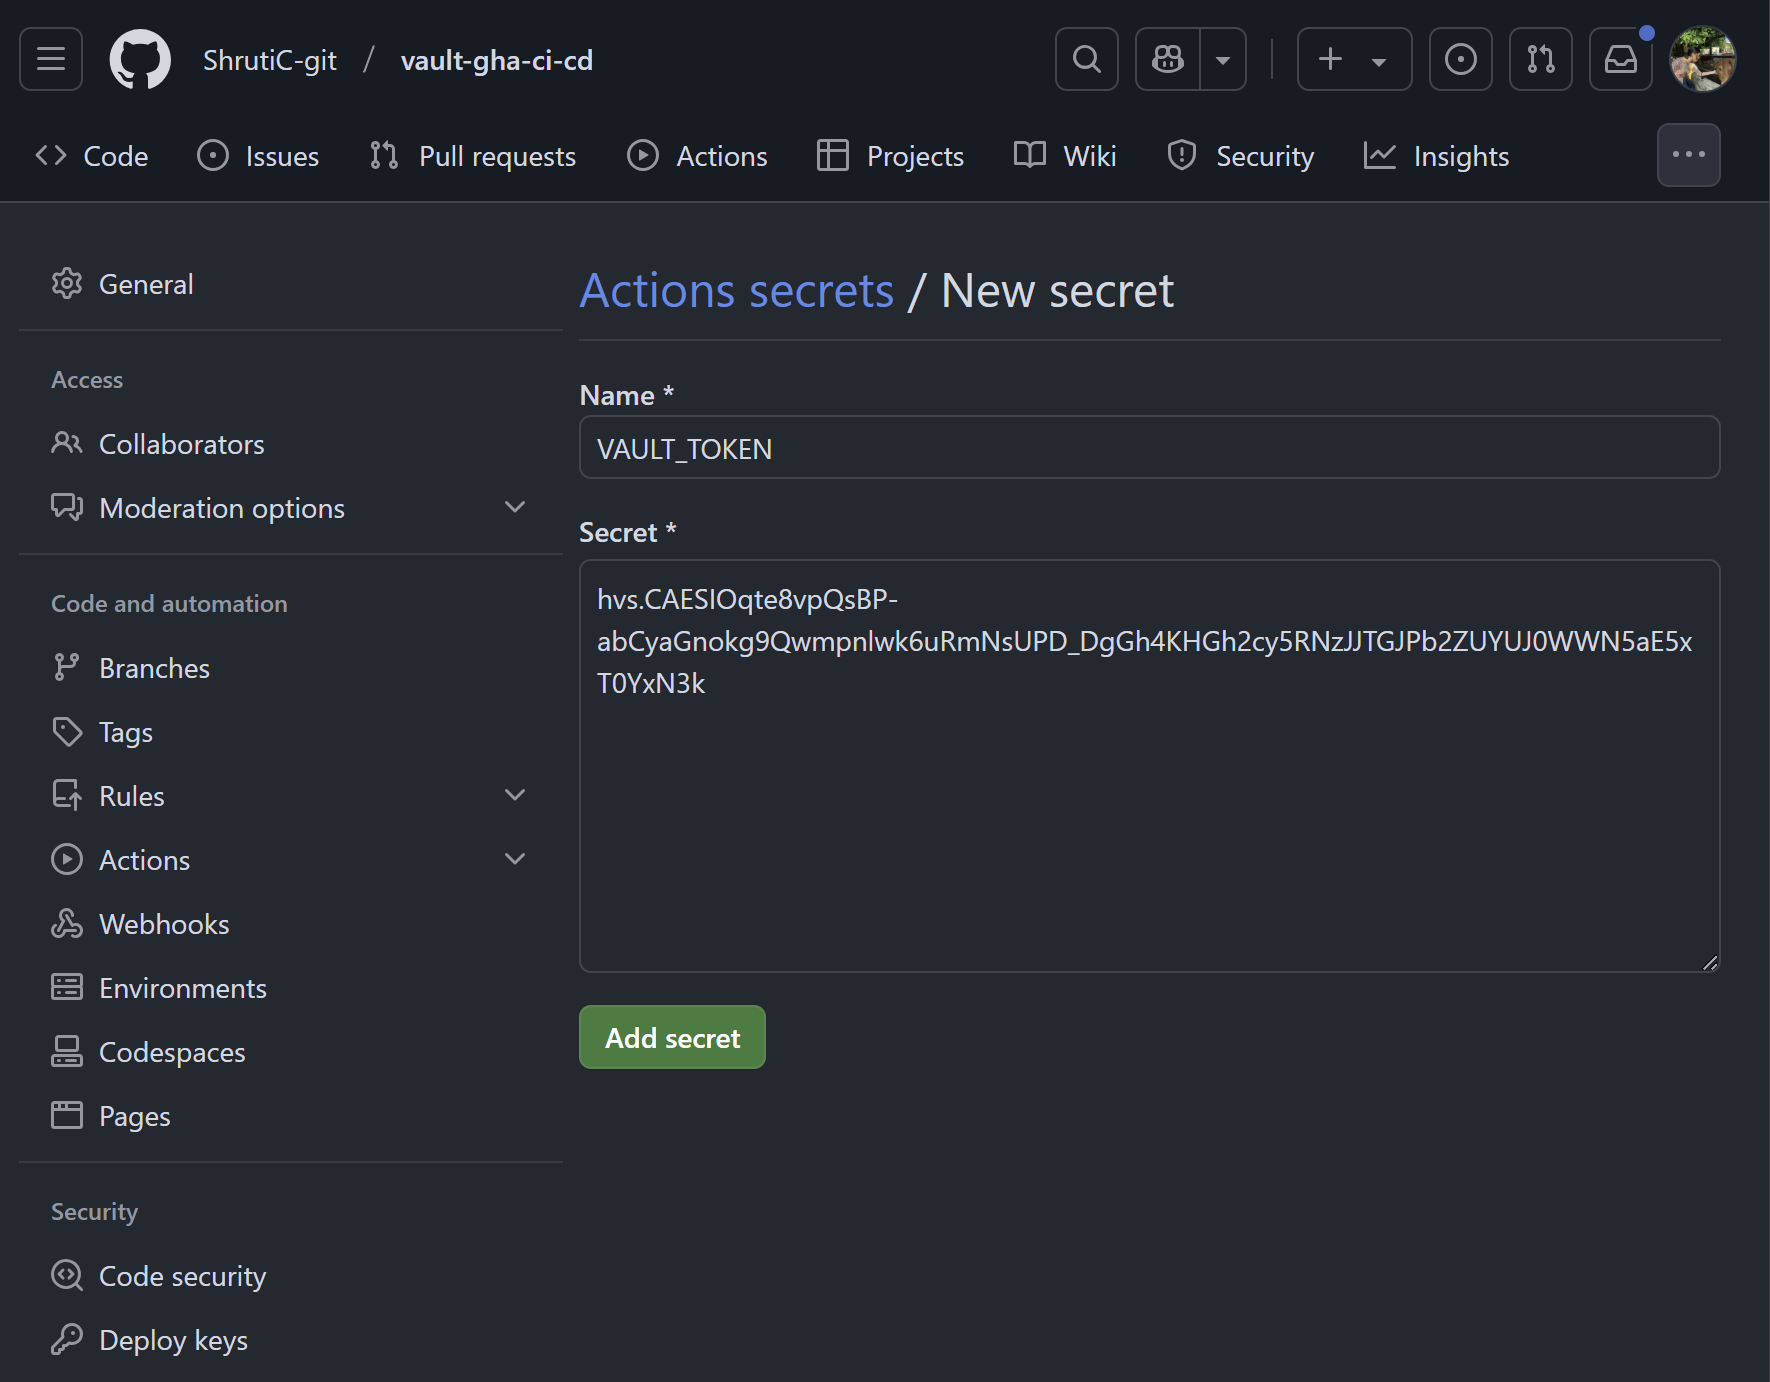 ShrutiC-git / vault-gha-ci-cd
Code Issues Pull requests Actions Projects Wiki Security Insights
General
Access
Collaborators
Moderation options
Code and automation
Branches
Tags
Rules
Actions
Webhooks
Environments
Codespaces
Pages
Security
Code security
Deploy keys
Actions secrets / New secret
Name *
VAULT_TOKEN
Secret *
hvs.CAESIOqte8vpQsBP-
abCyaGnokg9Qwmpnlwk6uRmNsUPD_DgGh4KHGh2cy5RNzJJTGJPb2ZUYUJ0WWN5aE5x
T0YxN3k
Add secret